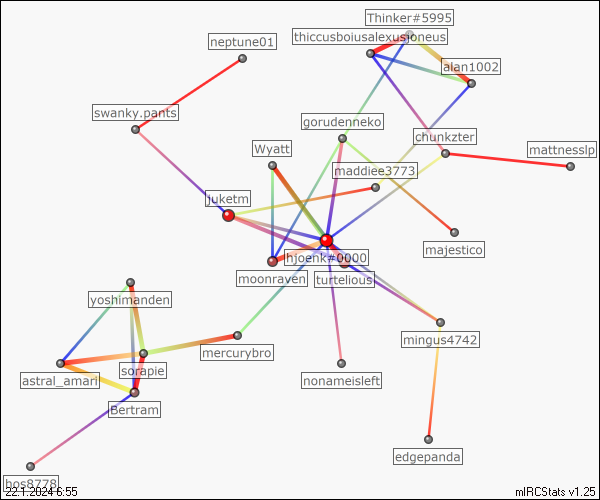 Thinker#5995
thiccusboiusalexusioneus
neptune01
alan1002
swanky.pants
gorudenneko
chunkzter
mattnesslp
Wyatt
maddiee3773
juketm
majestico
hjoenk#0000
moonraven
turtelious
yoshimanden
mingus4742
mercurybro
sorapie
astral_amari
nonameisleft
Bertram
edgepanda
bos8778
22.1.2024 6:55
mIRCStats v1.25